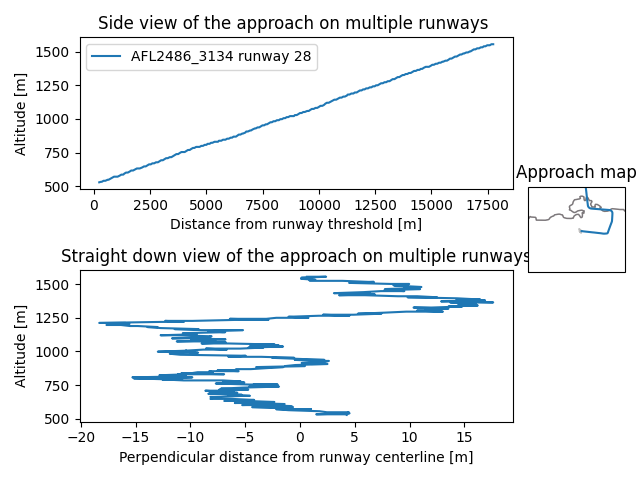 Side view of the approach on multiple runways
1500
1250
1000
750
500
Altitude [m]
AFL2486_3134 runway 28
0 2500 5000 7500 10000 12500 15000 17500
Distance from runway threshold [m]
Approach map
Straight down view of the approach on multiple runways
1500
1250
1000
750
500
Altitude [m]
−20 −15 −10 −5 0 5 10 15
Perpendicular distance from runway centerline [m]